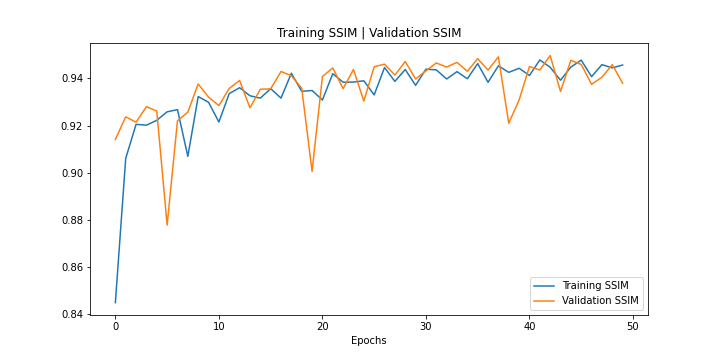 Training SSIM | Validation SSIM
0.94
0.92
0.90
0.88
0.86
0.84
0 10 20 30 40 50
Epochs
Training SSIM
Validation SSIM